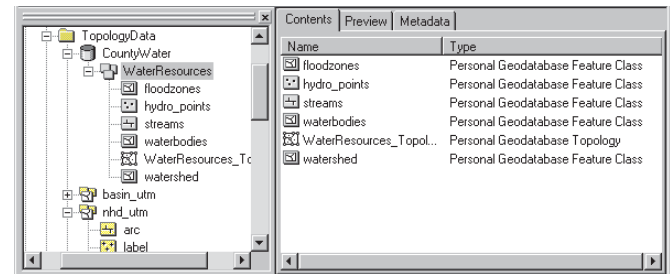 TopologyData
CountyWater
WaterResources
floodzones
hydro_points
streams
waterbodies
WaterResources_To
watershed
basin_utm
nhd_utm
arc
label
Contents Preview Metadata
Name Type
floodzones Personal Geodatabase Feature Class
hydro_points Personal Geodatabase Feature Class
streams Personal Geodatabase Feature Class
waterbodies Personal Geodatabase Feature Class
WaterResources_Topol... Personal Geodatabase Topology
watershed Personal Geodatabase Feature Class